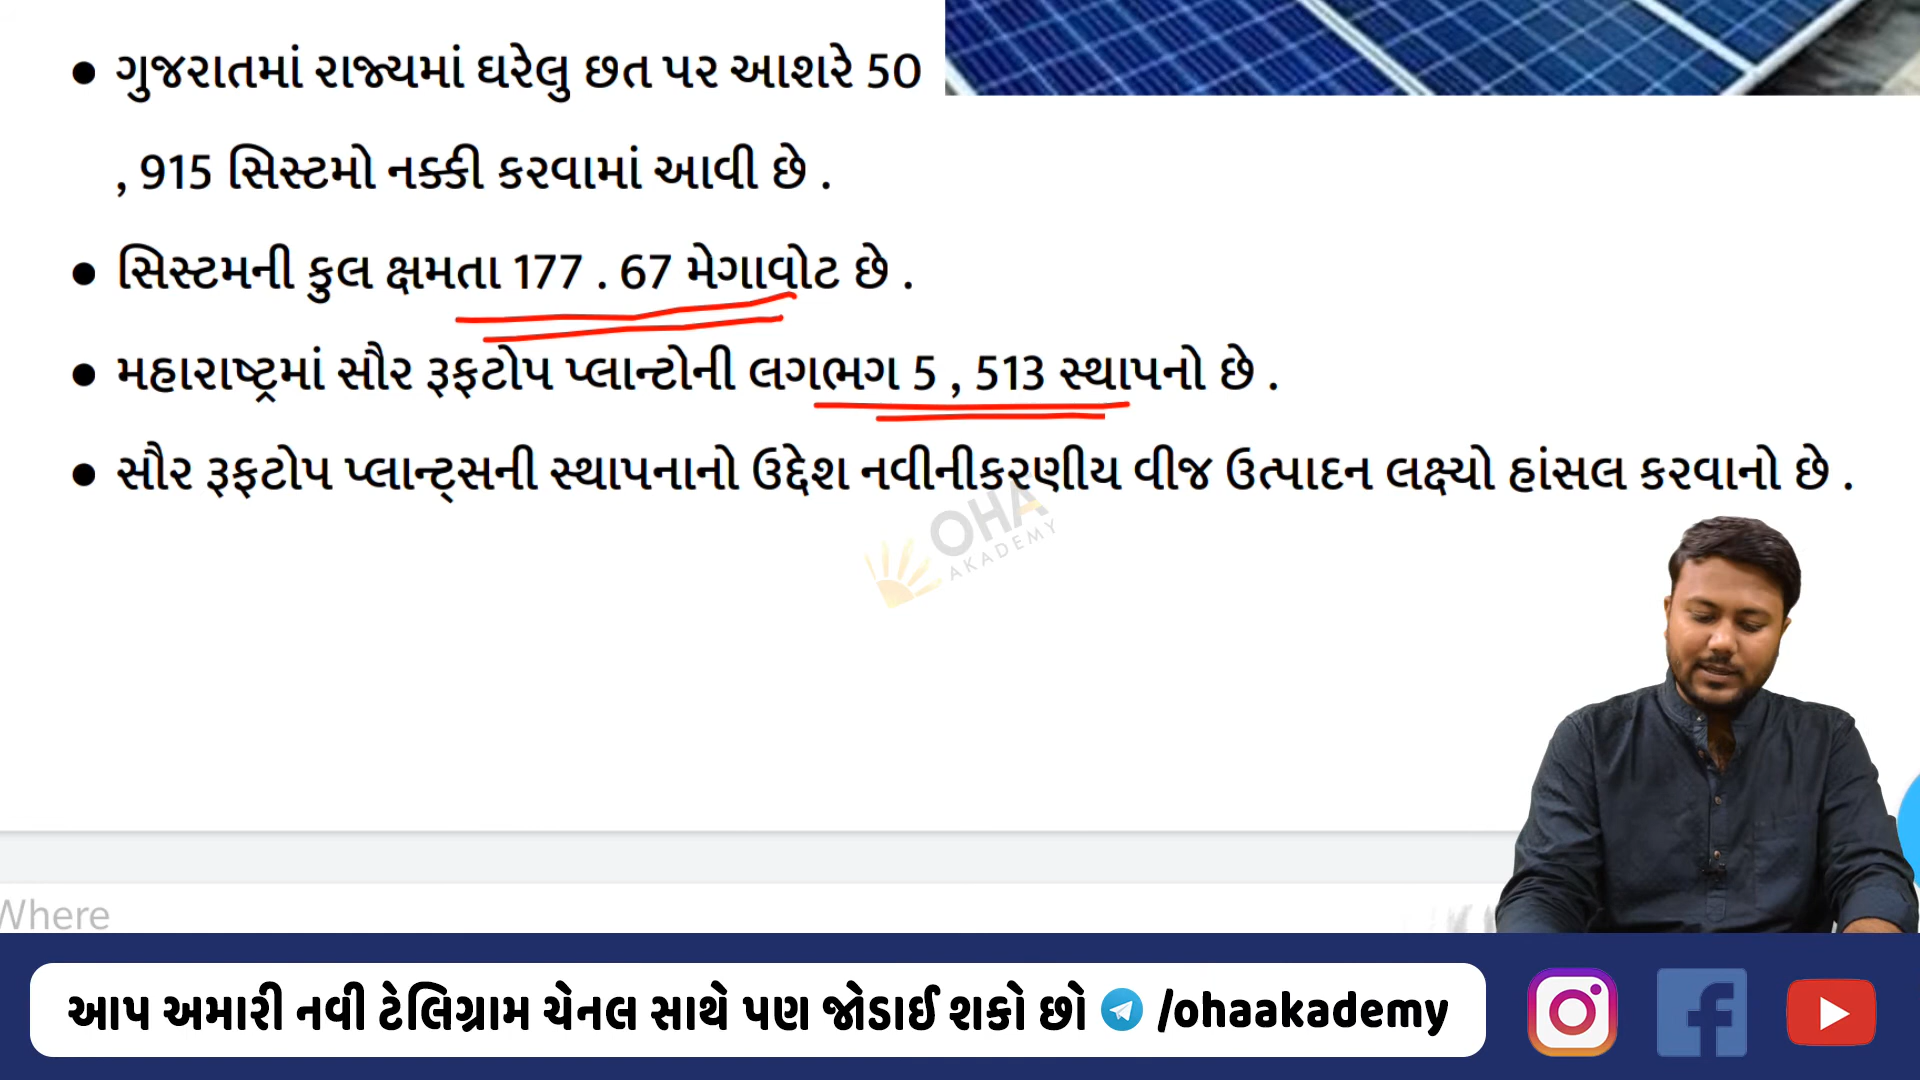 ● ગુજરાતમાં રાજ્યમાં ઘરેલુ છત પર આશરે 50
, 915 સિસ્ટમો નક્કી કરવામાં આવી છે .
● સિસ્ટમની કુલ ક્ષમતા 177 . 67 મેગાવોટ છે .
● મહારાષ્ટ્રમાં સૌર રૂફટોપ પ્લાન્ટોની લગભગ 5 , 513 સ્થાપનો છે .
● સૌર રૂફટોપ પ્લાન્ટ્સની સ્થાપનાનો ઉદ્દેશ નવીનીકરણીય વીજ ઉત્પાદન લક્ષ્યો હાંસલ કરવાનો છે .
OHA
AKADEMY
Where
આપ અમારી નવી ટેલિગ્રામ ચેનલ સાથે પણ જોડાઈ શકો છો /ohaakademy